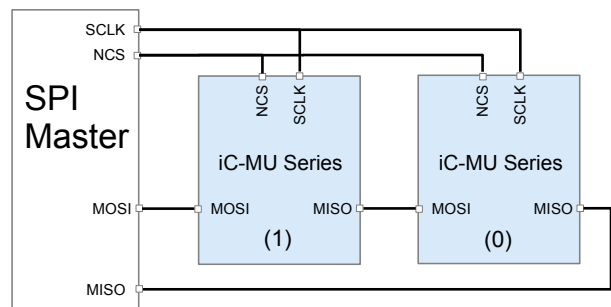 SCLK
NCS
SPI
Master
NCS
SCLK
NCS
SCLK
iC-MU Series
iC-MU Series
MOSI
MOSI
MISO
MOSI
MISO
(1)
(0)
MISO